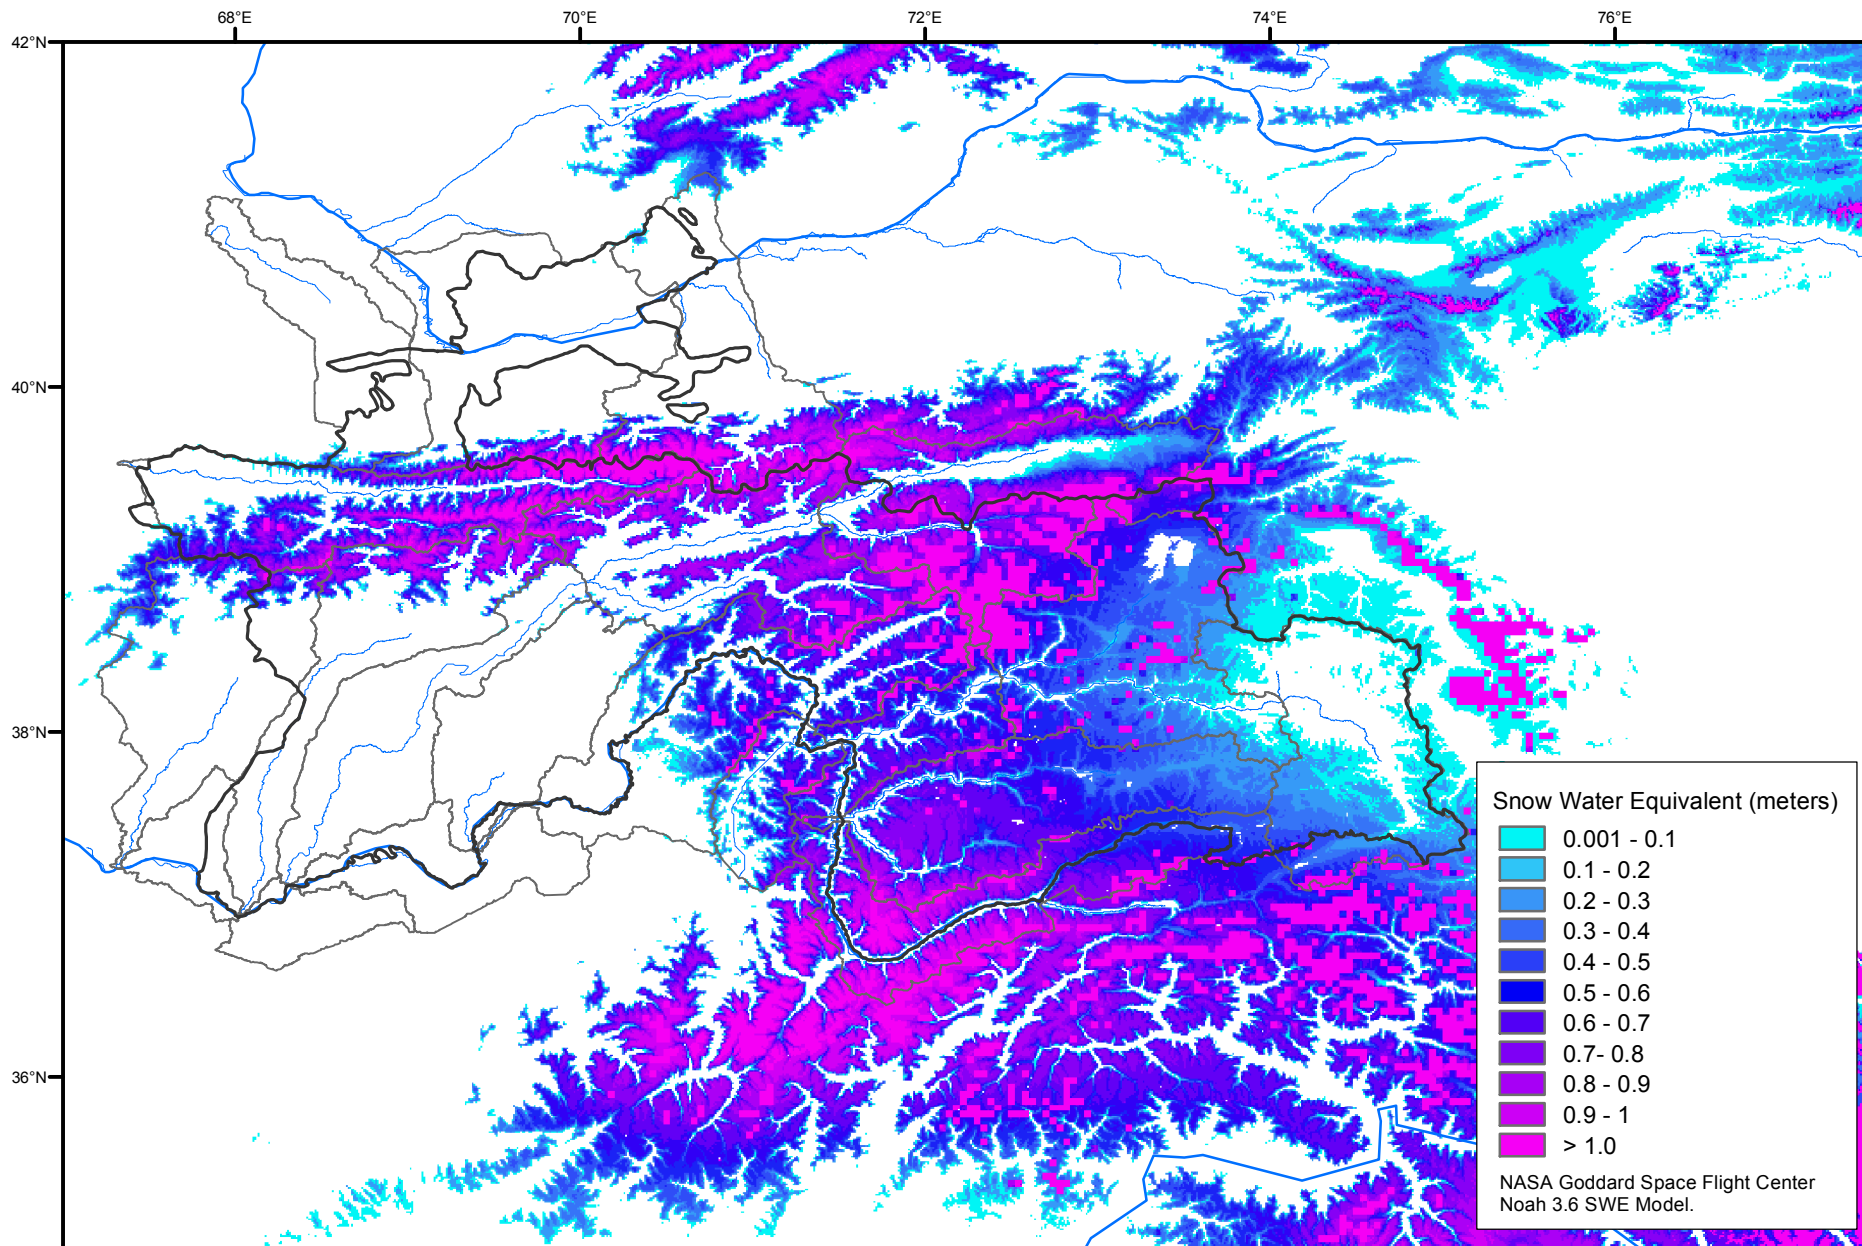 68°E 70°E 72°E 74°E 76°E
42°N
40°N
38°N
36°N
Snow Water Equivalent (meters)
0.001 - 0.1
0.1 - 0.2
0.2 - 0.3
0.3 - 0.4
0.4 - 0.5
0.5 - 0.6
0.6 - 0.7
0.7- 0.8
0.8 - 0.9
0.9 - 1
> 1.0
NASA Goddard Space Flight Center
Noah 3.6 SWE Model.